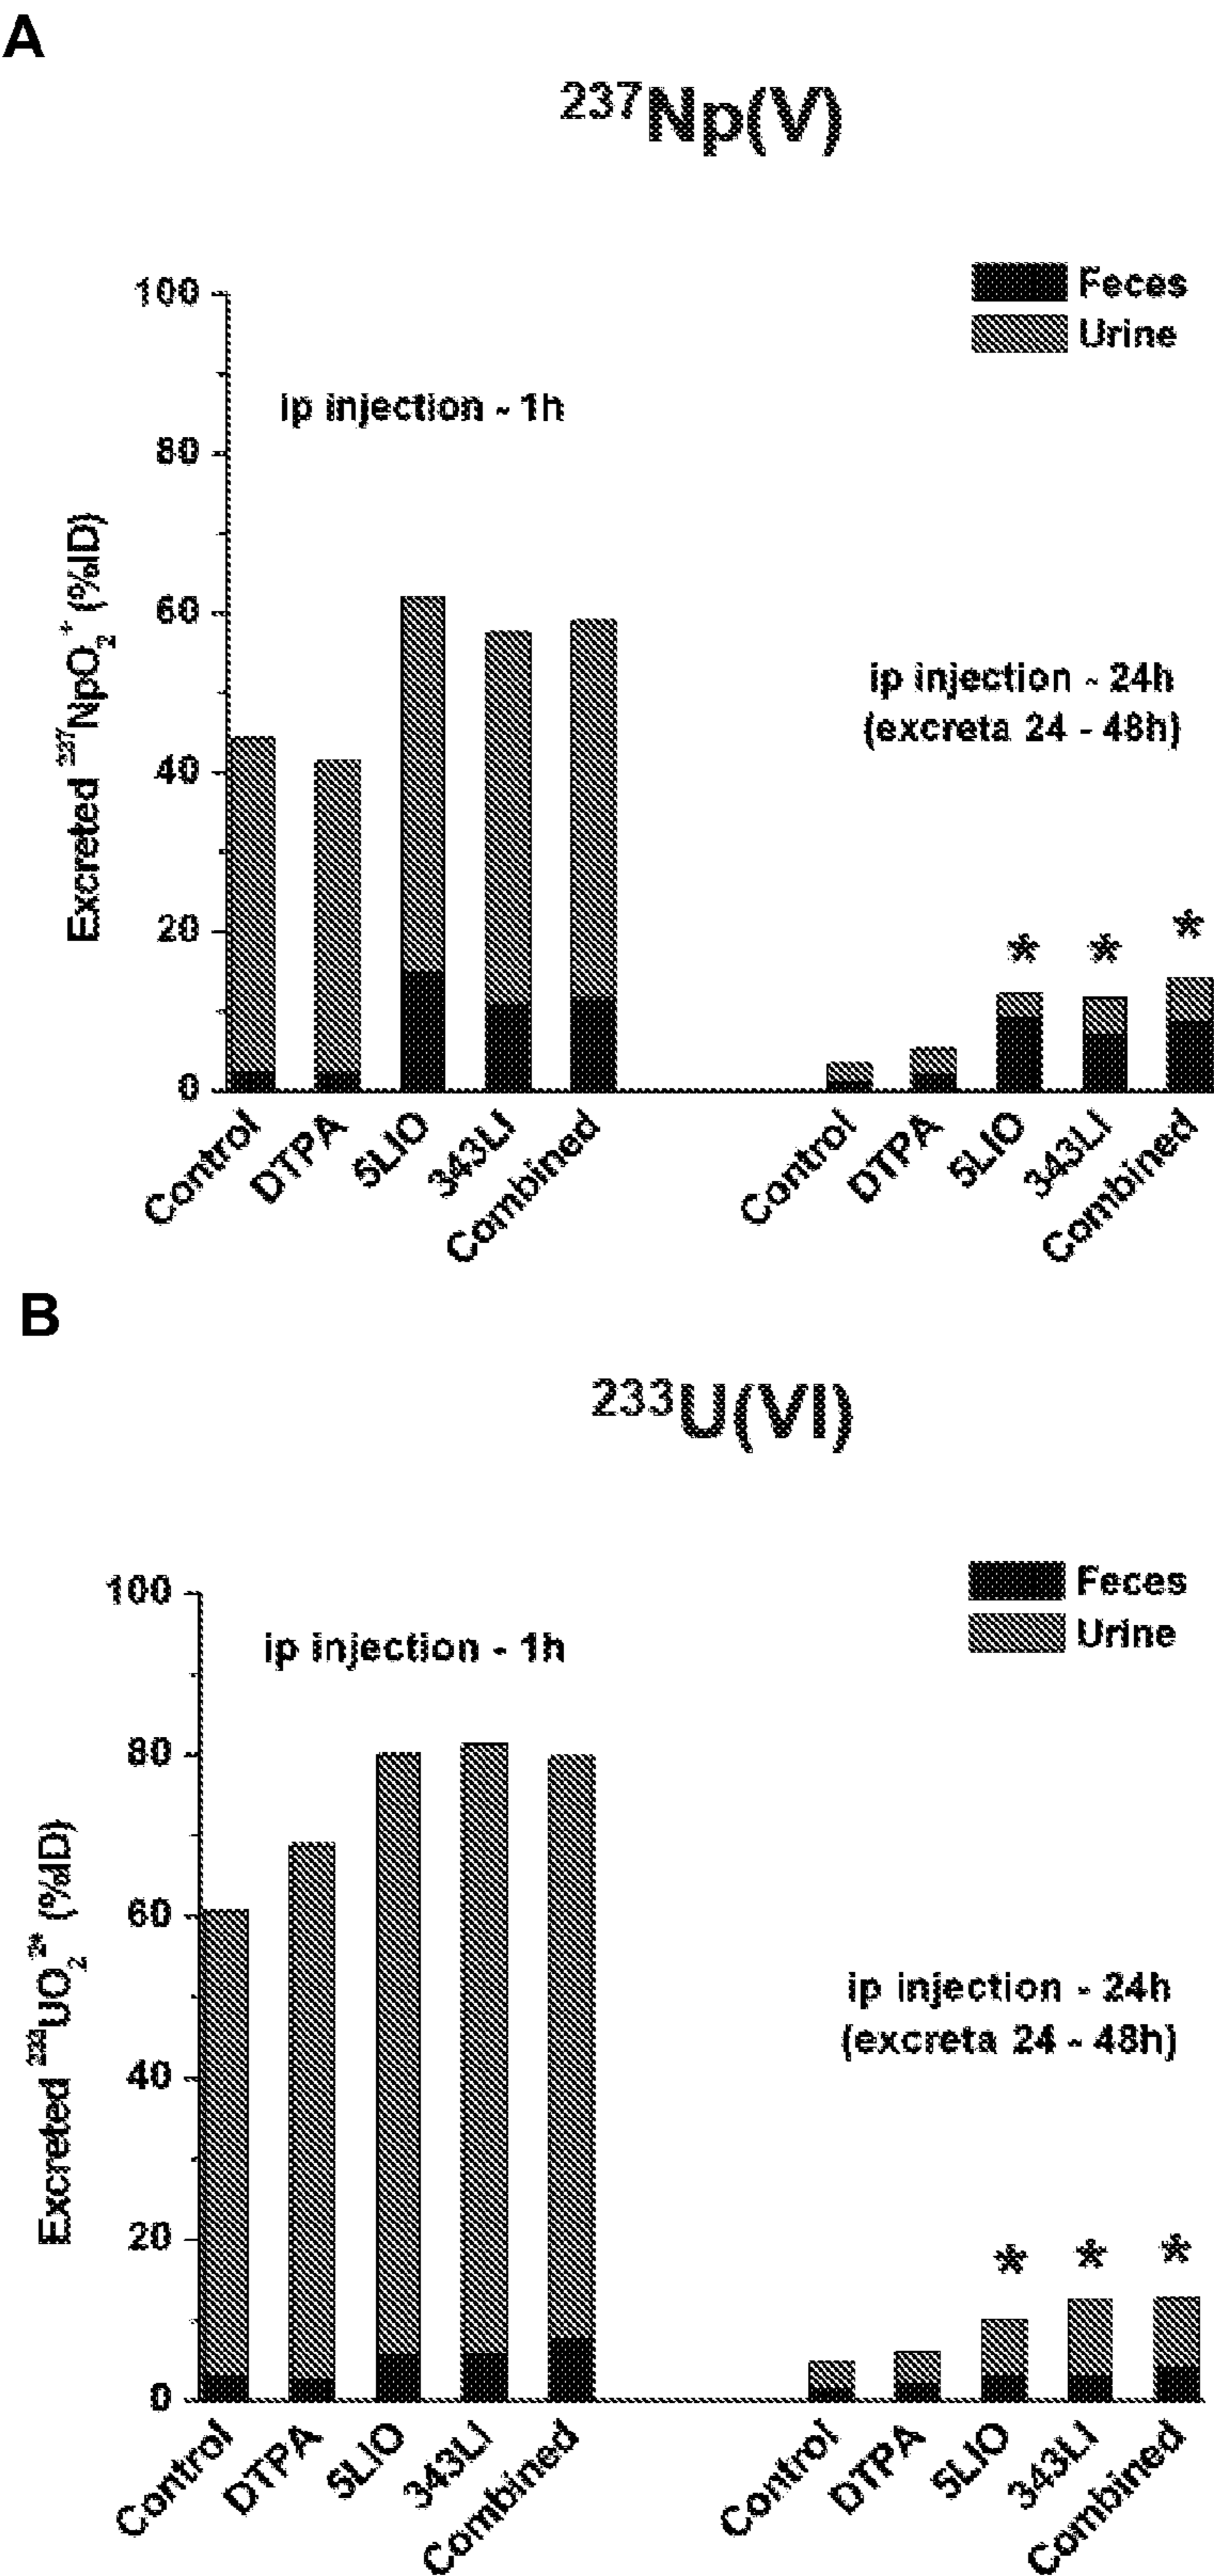 A
237Np(V)
Feces
Urine
ip injection - 1h
ip injection - 24h
(excreta 24 - 48h)
100
80
60
40
20
0
Excreted 237NpO2+ (%ID)
Control
DTPA
5LIO
343LI
Combined
Control
DTPA
5LIO
343LI
Combined
*
*
*
B
233U(VI)
Feces
Urine
ip injection - 1h
ip injection - 24h
(excreta 24 - 48h)
100
80
60
40
20
0
Excreted 233UO2 2+ (%ID)
Control
DTPA
5LIO
343LI
Combined
Control
DTPA
5LIO
343LI
Combined
*
*
*